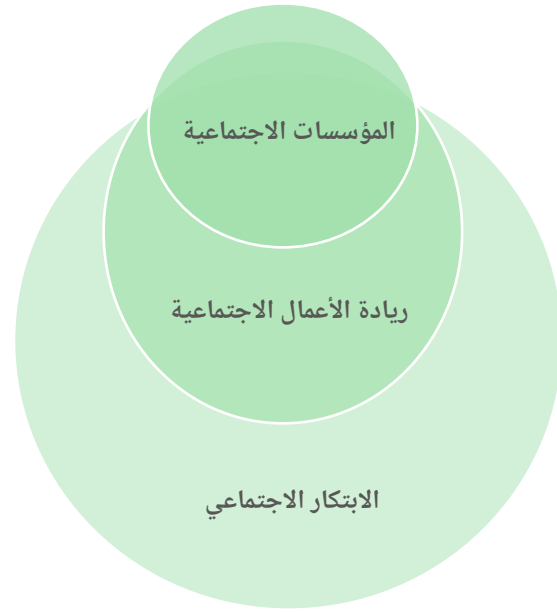 المؤسسات الاجتماعية
ريادة الأعمال الاجتماعية
الابتكار الاجتماعي